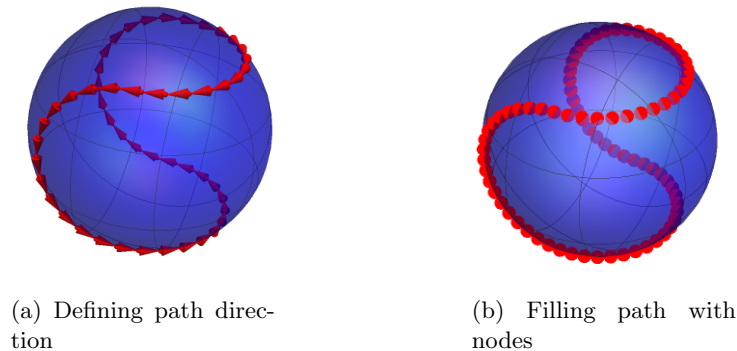 (a) Defining path direc-
tion
(b) Filling path with
nodes